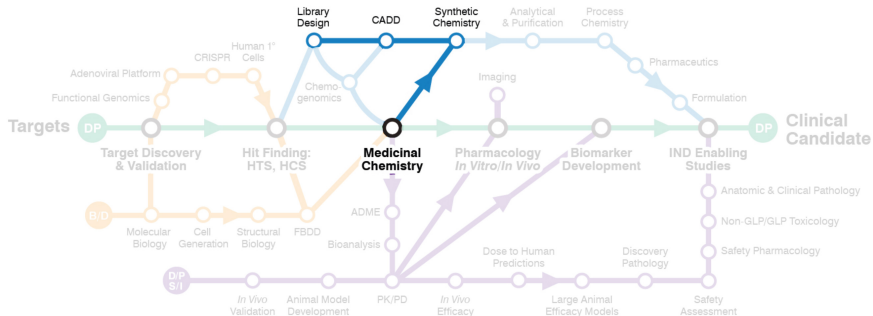 Library
Design
CADD
Synthetic
Chemistry
Analytical
& Purification
Process
Chemistry
Human 1°
Cells
CRISPR
Adenoviral Platform
Functional Genomics
Chemo-
genomics
Imaging
Pharmaceutics
Formulation
Targets
DP
DP
Clinical
Candidate
Target Discovery
& Validation
Hit Finding:
HTS, HCS
Medicinal
Chemistry
Pharmacology
In Vitro/In Vivo
Biomarker
Development
IND Enabling
Studies
B/D
Molecular
Biology
Cell
Generation
Structural
Biology
FBDD
ADME
Bioanalysis
Anatomic & Clinical Pathology
Non-GLP/GLP Toxicology
Safety Pharmacology
Dose to Human
Predictions
Discovery
Pathology
D/P
S/I
In Vivo
Validation
Animal Model
Development
PK/PD
In Vivo
Efficacy
Large Animal
Efficacy Models
Safety
Assessment